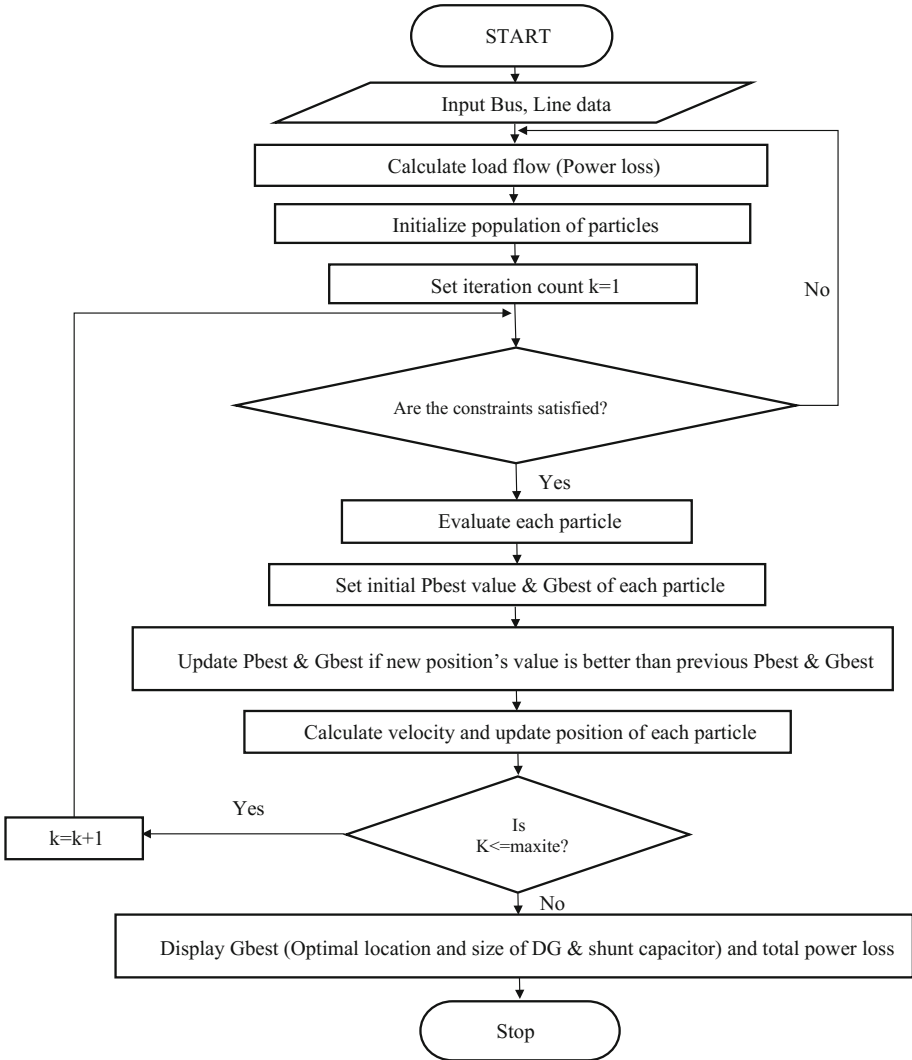 START
Input Bus, Line data
Calculate load flow (Power loss)
Initialize population of particles
Set iteration count k=1
No
Are the constraints satisfied?
Yes
Evaluate each particle
Set initial Pbest value & Gbest of each particle
Update Pbest & Gbest if new position’s value is better than previous Pbest & Gbest
Calculate velocity and update position of each particle
Yes
k=k+1
Is
K<=maxite?
No
Display Gbest (Optimal location and size of DG & shunt capacitor) and total power loss
Stop